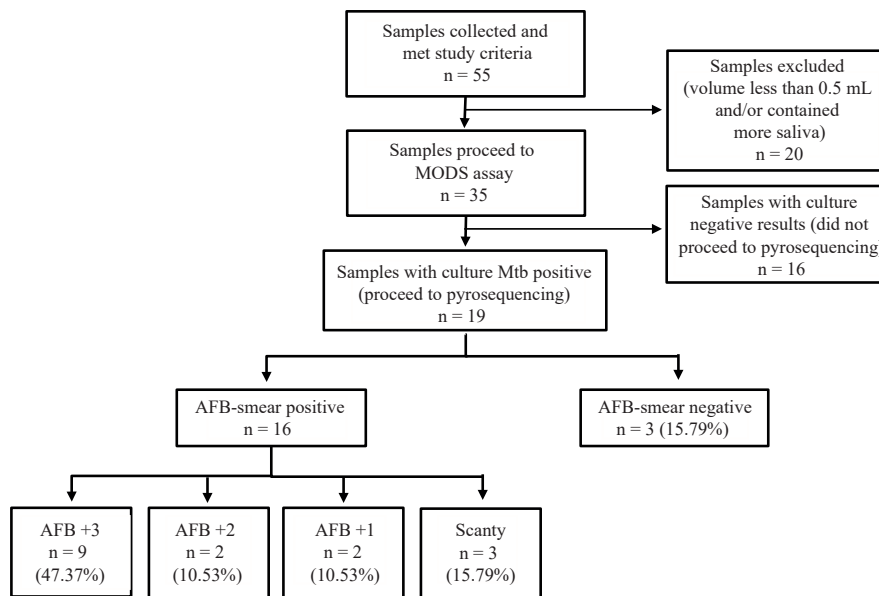 Samples collected and
met study criteria
n = 55
Samples excluded
(volume less than 0.5 mL
and/or contained
more saliva)
n = 20
Samples proceed to
MODS assay
n = 35
Samples with culture
negative results (did not
proceed to pyrosequencing)
n = 16
Samples with culture Mtb positive
(proceed to pyrosequencing)
n = 19
AFB-smear positive
n = 16
AFB-smear negative
n = 3 (15.79%)
AFB +3
n = 9
(47.37%)
AFB +2
n = 2
(10.53%)
AFB +1
n = 2
(10.53%)
Scanty
n = 3
(15.79%)